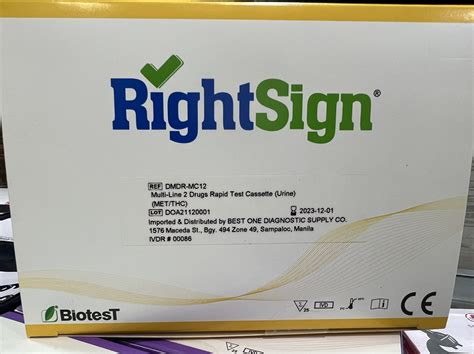 RightSign®
REF DMDR-MC12
Multi-Line 2 Drugs Rapid Test Cassette (Urine)
(MET/THC)
LOT DOA21120001 2023-12-01
Imported & Distributed by BEST ONE DIAGNOSTIC SUPPLY CO.
1576 Maceda St., Bgy. 494 Zone 49, Sampaloc, Manila
IVDR # 00086
BiotesT 25 IVD CE